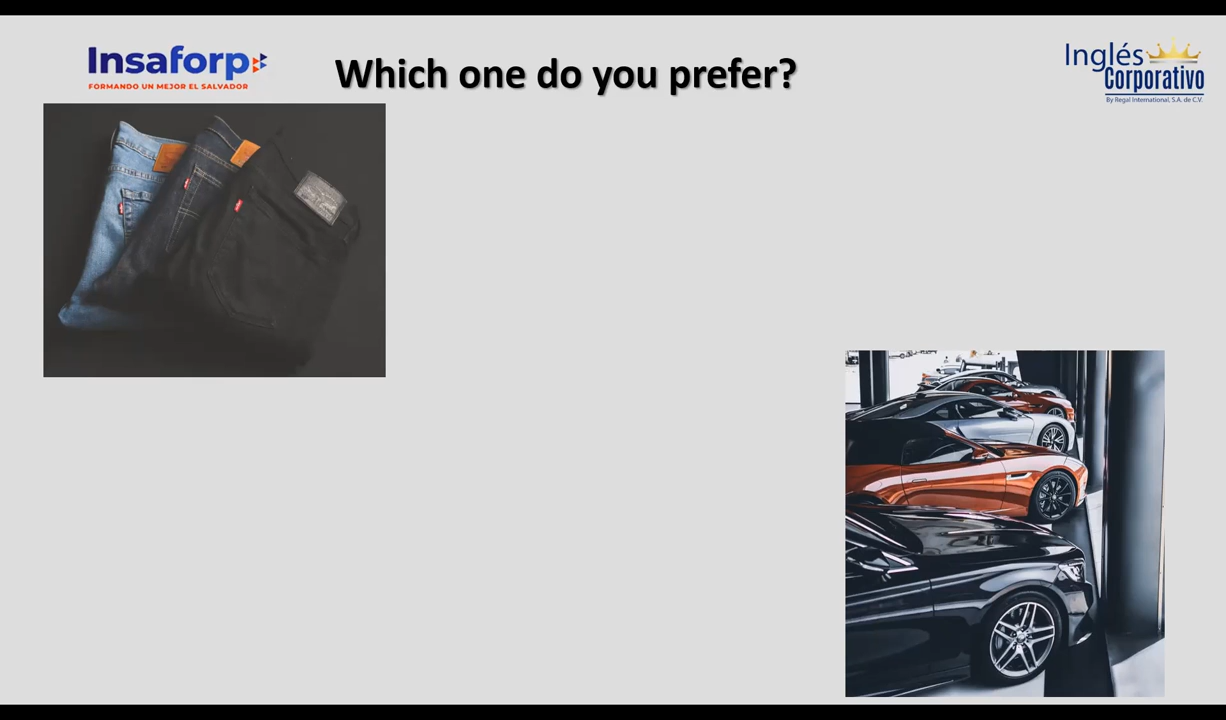 Insaforp
FORMANDO UN MEJOR EL SALVADOR
Which one do you prefer?
Inglés
Corporativo
By Regal International, S.A. de C.V.